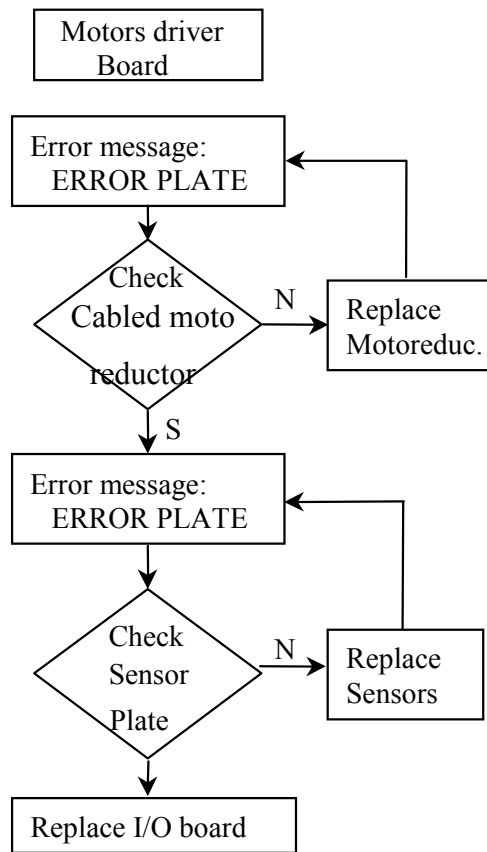 Motors driver
Board
Error message:
ERROR PLATE
Check
Cabled moto
reductor
N
Replace
Motoreduc.
S
Error message:
ERROR PLATE
Check
Sensor
Plate
N
Replace
Sensors
Replace I/O board